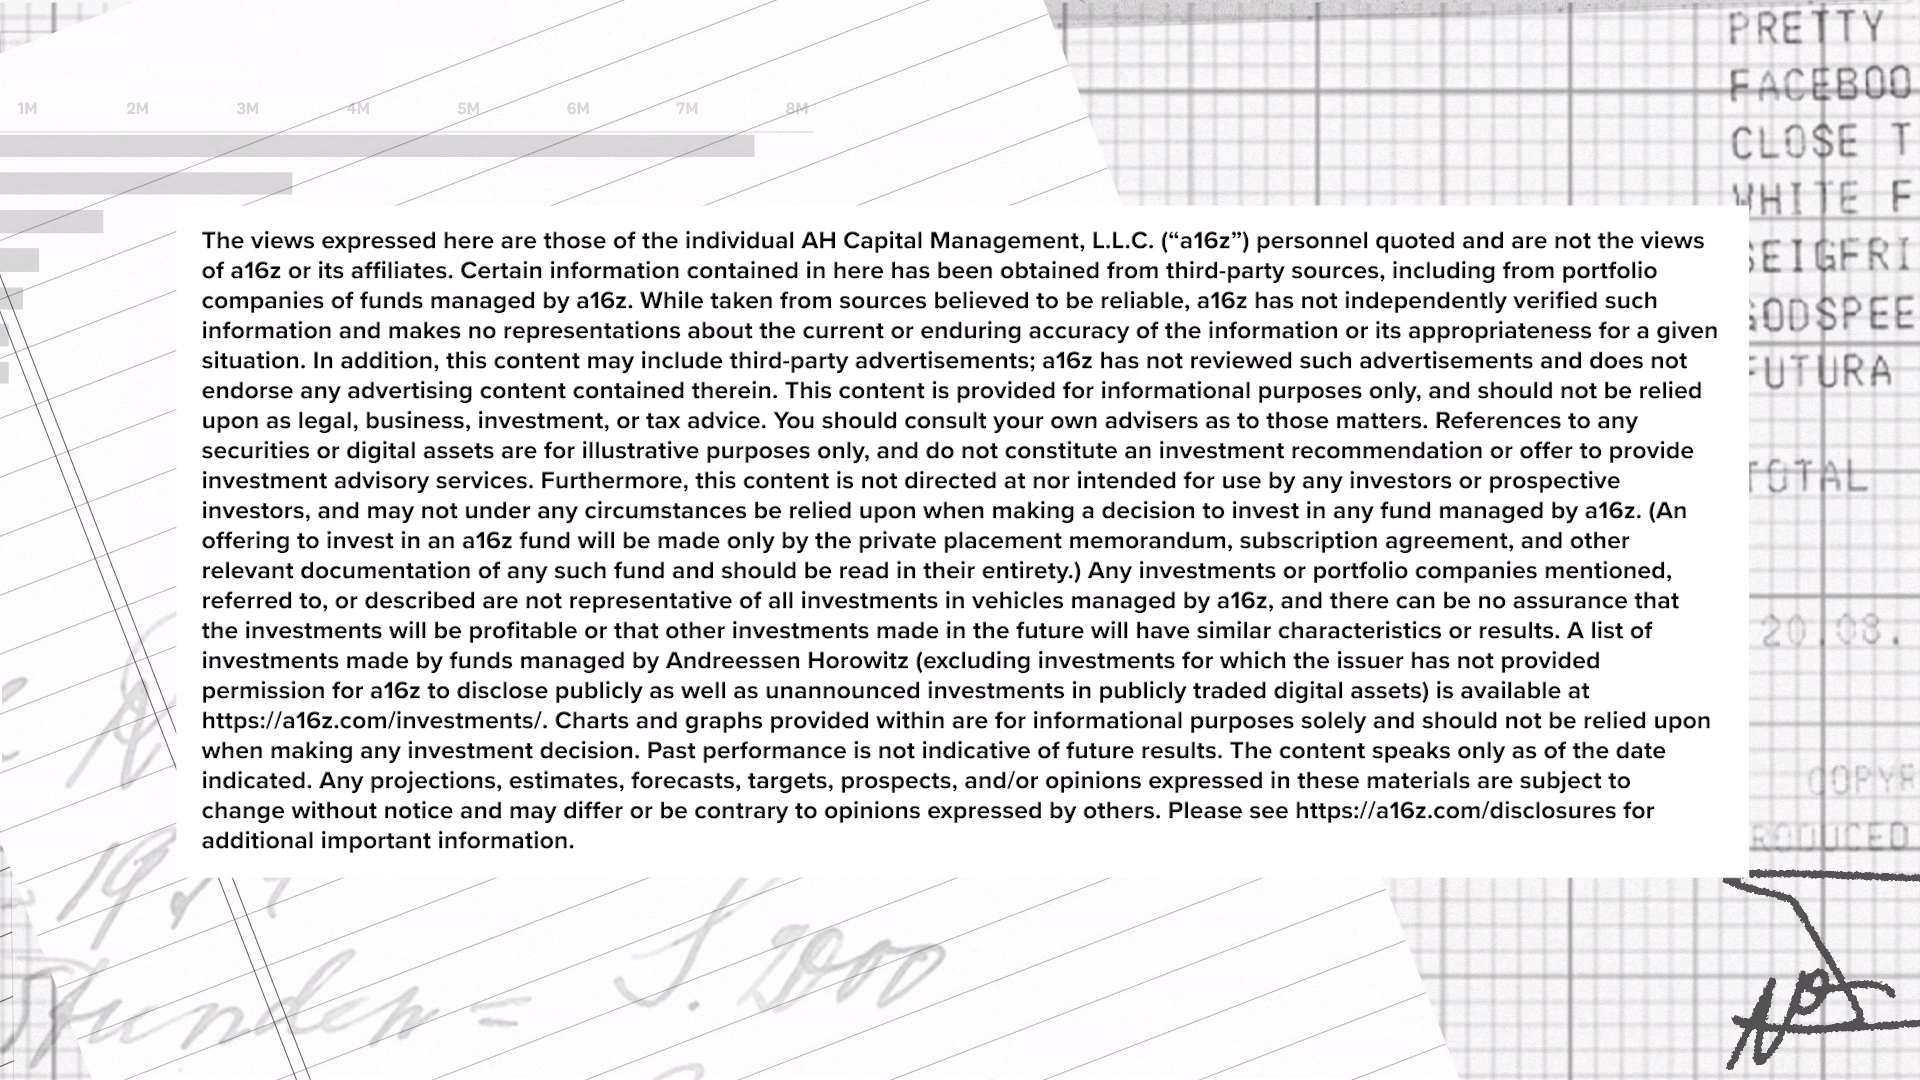 1M 2M 3M 4M 5M 6M 7M 8M
PRETTY
FACEBOO
CLOSE T
WHITE F
SEIGFRI
GODSPEE
FUTURA
TOTAL
20.08.
COPYR
RODUCED
The views expressed here are those of the individual AH Capital Management, L.L.C. (“a16z”) personnel quoted and are not the views
of a16z or its affiliates. Certain information contained in here has been obtained from third-party sources, including from portfolio
companies of funds managed by a16z. While taken from sources believed to be reliable, a16z has not independently verified such
information and makes no representations about the current or enduring accuracy of the information or its appropriateness for a given
situation. In addition, this content may include third-party advertisements; a16z has not reviewed such advertisements and does not
endorse any advertising content contained therein. This content is provided for informational purposes only, and should not be relied
upon as legal, business, investment, or tax advice. You should consult your own advisers as to those matters. References to any
securities or digital assets are for illustrative purposes only, and do not constitute an investment recommendation or offer to provide
investment advisory services. Furthermore, this content is not directed at nor intended for use by any investors or prospective
investors, and may not under any circumstances be relied upon when making a decision to invest in any fund managed by a16z. (An
offering to invest in an a16z fund will be made only by the private placement memorandum, subscription agreement, and other
relevant documentation of any such fund and should be read in their entirety.) Any investments or portfolio companies mentioned,
referred to, or described are not representative of all investments in vehicles managed by a16z, and there can be no assurance that
the investments will be profitable or that other investments made in the future will have similar characteristics or results. A list of
investments made by funds managed by Andreessen Horowitz (excluding investments for which the issuer has not provided
permission for a16z to disclose publicly as well as unannounced investments in publicly traded digital assets) is available at
https://a16z.com/investments/. Charts and graphs provided within are for informational purposes solely and should not be relied upon
when making any investment decision. Past performance is not indicative of future results. The content speaks only as of the date
indicated. Any projections, estimates, forecasts, targets, prospects, and/or opinions expressed in these materials are subject to
change without notice and may differ or be contrary to opinions expressed by others. Please see https://a16z.com/disclosures for
additional important information.
Stunden =